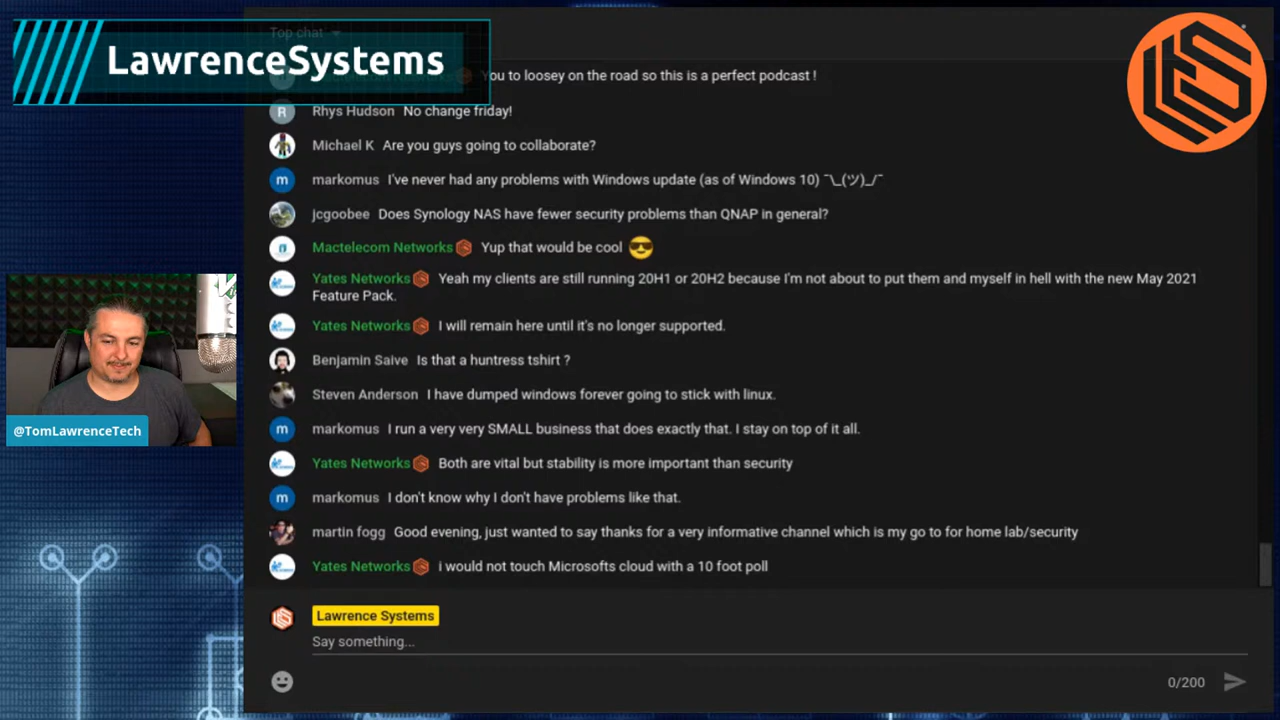 Top chat
LawrenceSystems
You to loosey on the road so this is a perfect podcast !
R Rhys Hudson No change friday!
Michael K Are you guys going to collaborate?
m markomus I've never had any problems with Windows update (as of Windows 10) ¯\_(ツ)_/¯
jcgoobee Does Synology NAS have fewer security problems than QNAP in general?
Mactelecom Networks Yup that would be cool 😎
Yates Networks Yeah my clients are still running 20H1 or 20H2 because I'm not about to put them and myself in hell with the new May 2021
Feature Pack.
Yates Networks I will remain here until it's no longer supported.
Benjamin Saive Is that a huntress tshirt ?
Steven Anderson I have dumped windows forever going to stick with linux.
@TomLawrenceTech
m markomus I run a very very SMALL business that does exactly that. I stay on top of it all.
Yates Networks Both are vital but stability is more important than security
m markomus I don't know why I don't have problems like that.
martin fogg Good evening, just wanted to say thanks for a very informative channel which is my go to for home lab/security
Yates Networks i would not touch Microsofts cloud with a 10 foot poll
Lawrence Systems
Say something...
0/200